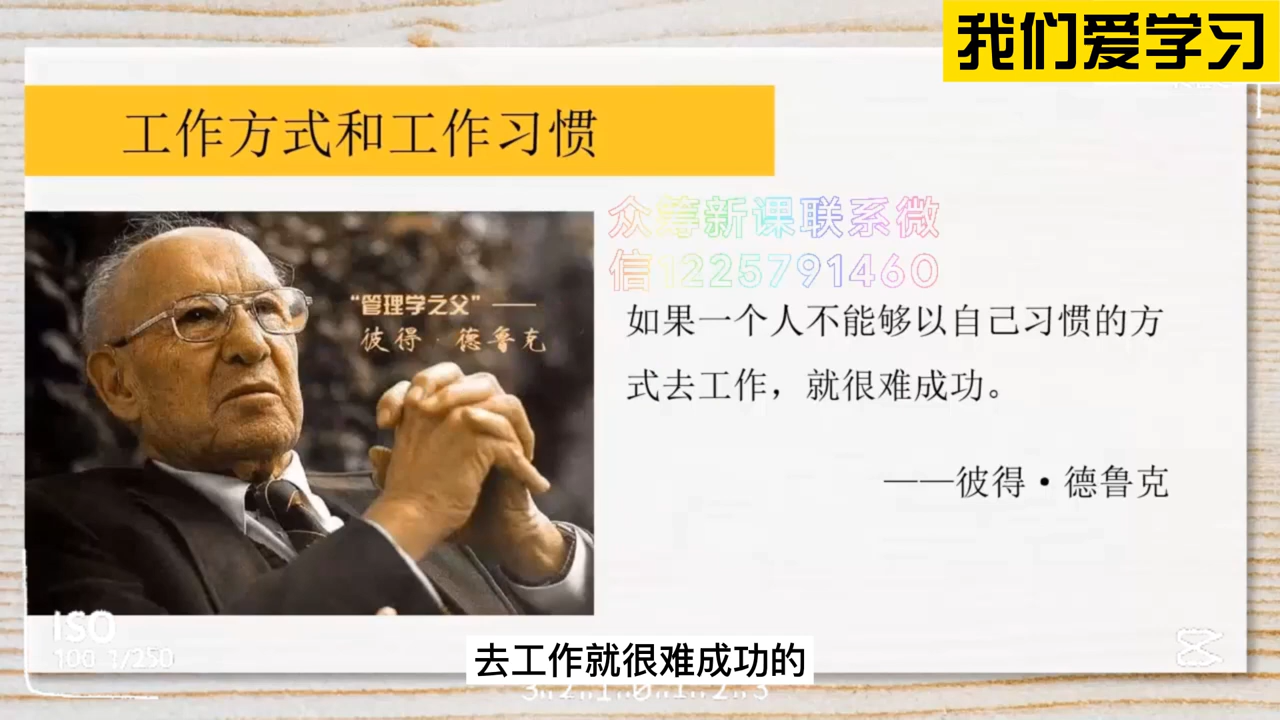 我们爱学习
工作方式和工作习惯
众筹新课联系微
信1225791460
“管理学之父”——
彼得·德鲁克
如果一个人不能够以自己习惯的方
式去工作，就很难成功。
——彼得·德鲁克
ISO
100 1/250
去工作就很难成功的
3..2..1..0..1..2..3